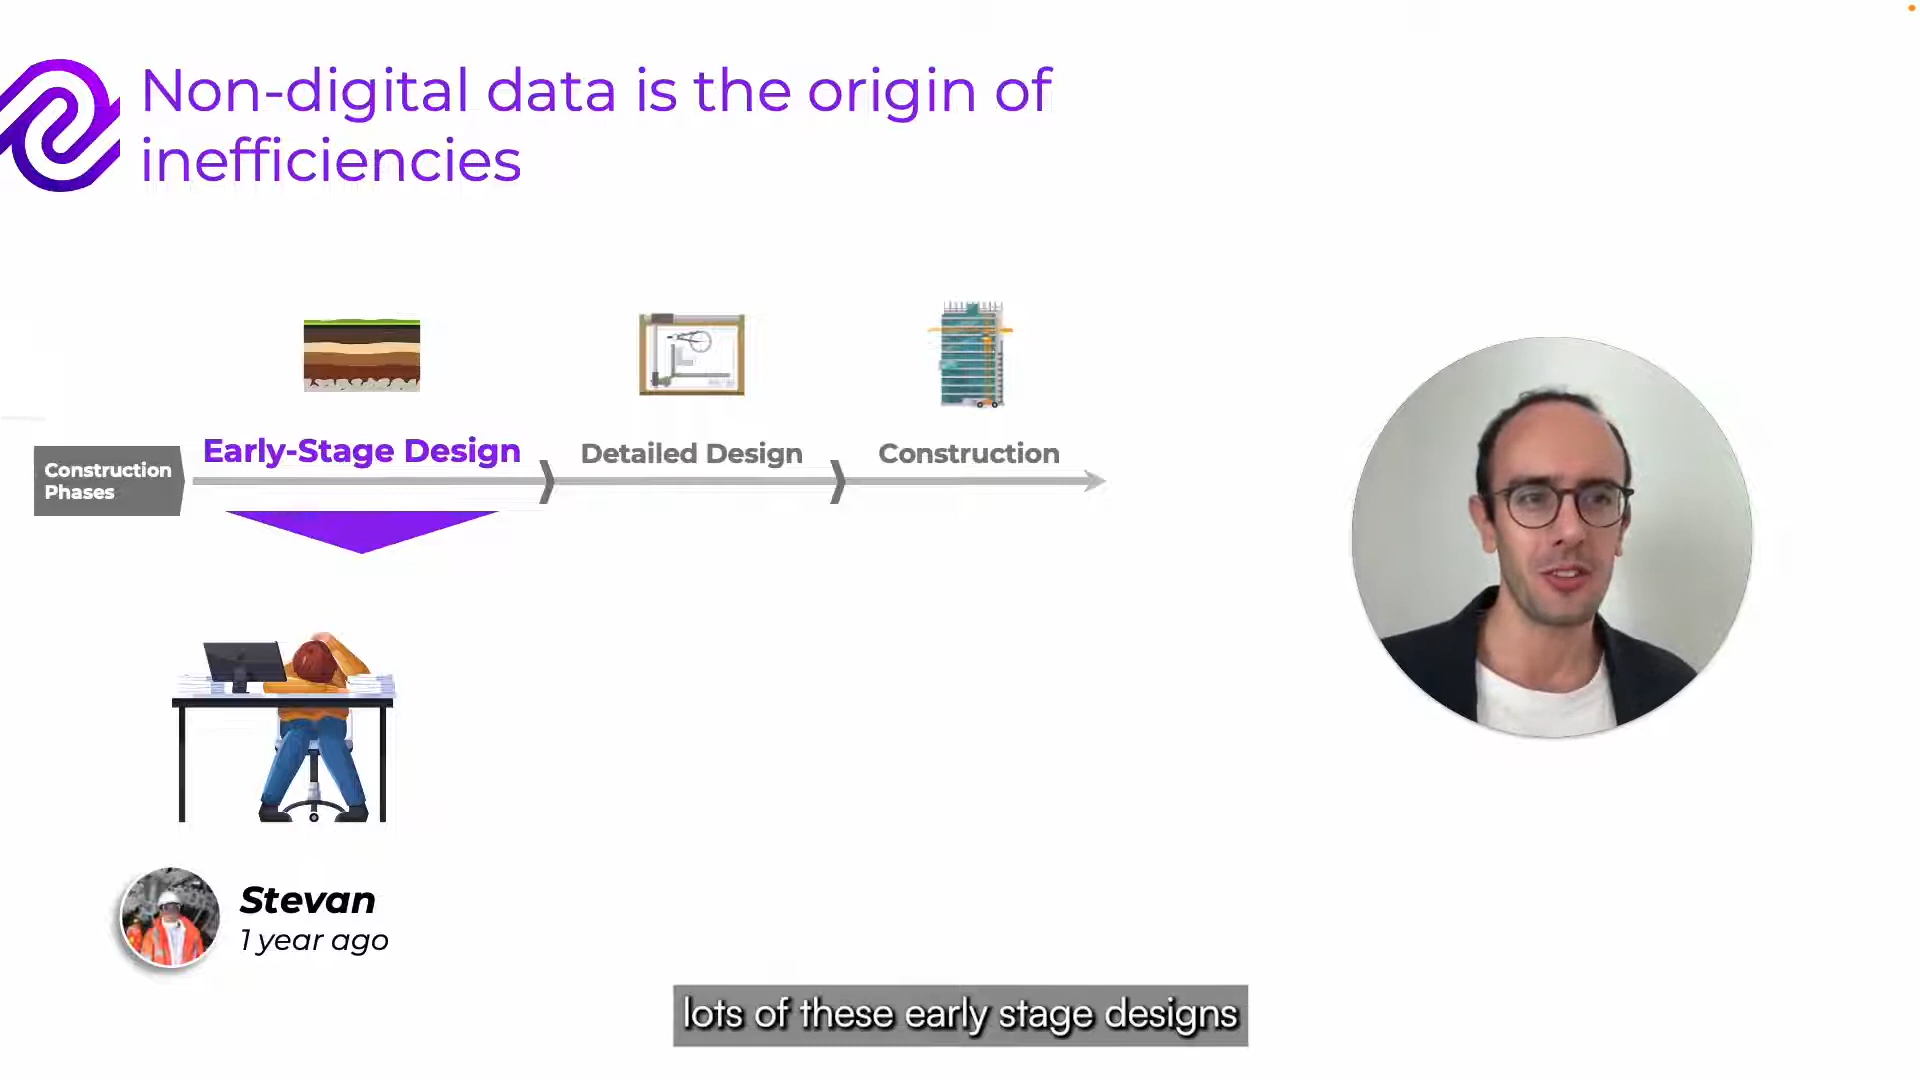 Non-digital data is the origin of
inefficiencies
Construction
Phases
Early-Stage Design
Detailed Design
Construction
Stevan
1 year ago
lots of these early stage designs